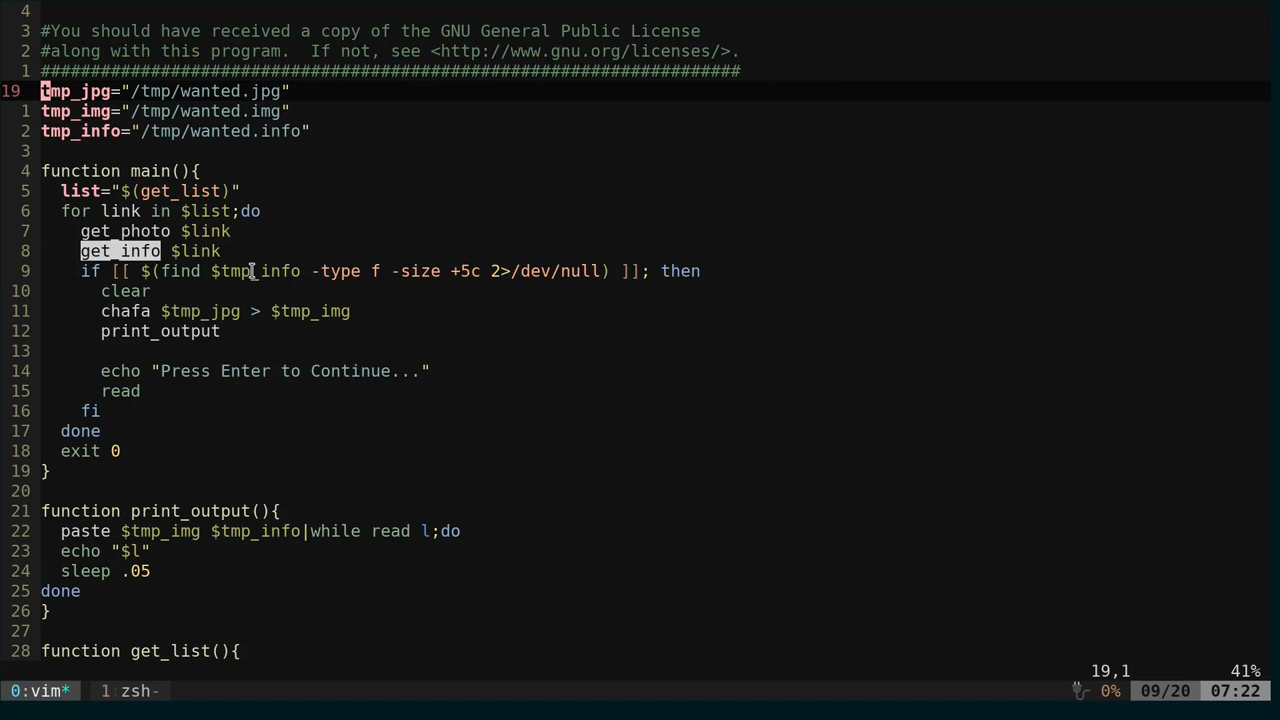 4
3 #You should have received a copy of the GNU General Public License
2 #along with this program.  If not, see <http://www.gnu.org/licenses/>.
1 ######################################################################
19 tmp_jpg="/tmp/wanted.jpg"
1 tmp_img="/tmp/wanted.img"
2 tmp_info="/tmp/wanted.info"
3
4 function main(){
5   list="$(get_list)"
6   for link in $list;do
7     get_photo $link
8     get_info $link
9     if [[ $(find $tmp_info -type f -size +5c 2>/dev/null) ]]; then
10       clear
11       chafa $tmp_jpg > $tmp_img
12       print_output
13
14       echo "Press Enter to Continue..."
15       read
16     fi
17   done
18   exit 0
19 }
20
21 function print_output(){
22   paste $tmp_img $tmp_info|while read l;do
23   echo "$l"
24   sleep .05
25 done
26 }
27
28 function get_list(){
19,1 41%
0:vim* 1:zsh- 0% 09/20 07:22